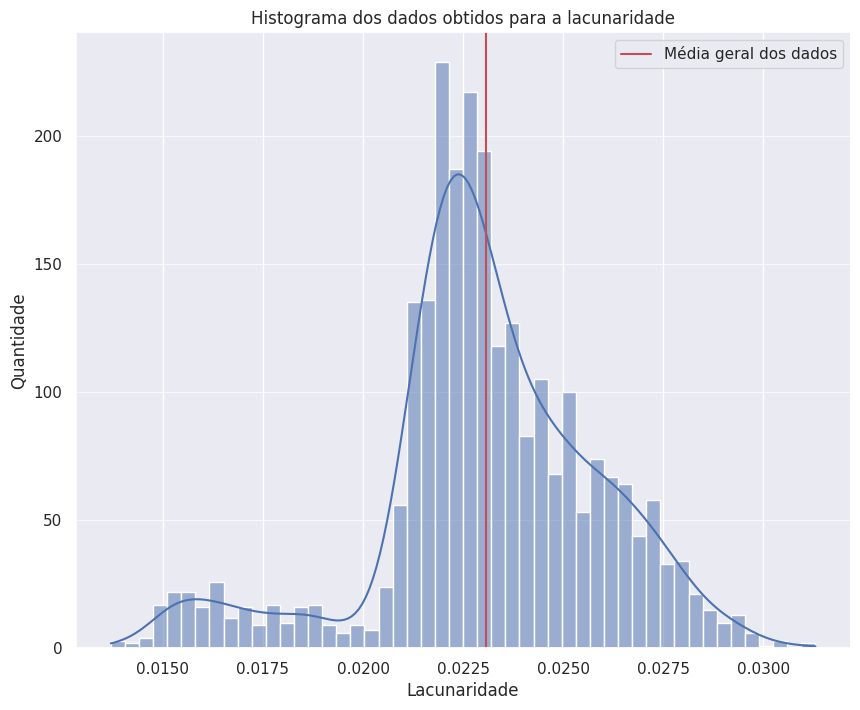 Histograma dos dados obtidos para a lacunaridade
Média geral dos dados
200
150
100
50
0
Quantidade
0.0150 0.0175 0.0200 0.0225 0.0250 0.0275 0.0300
Lacunaridade